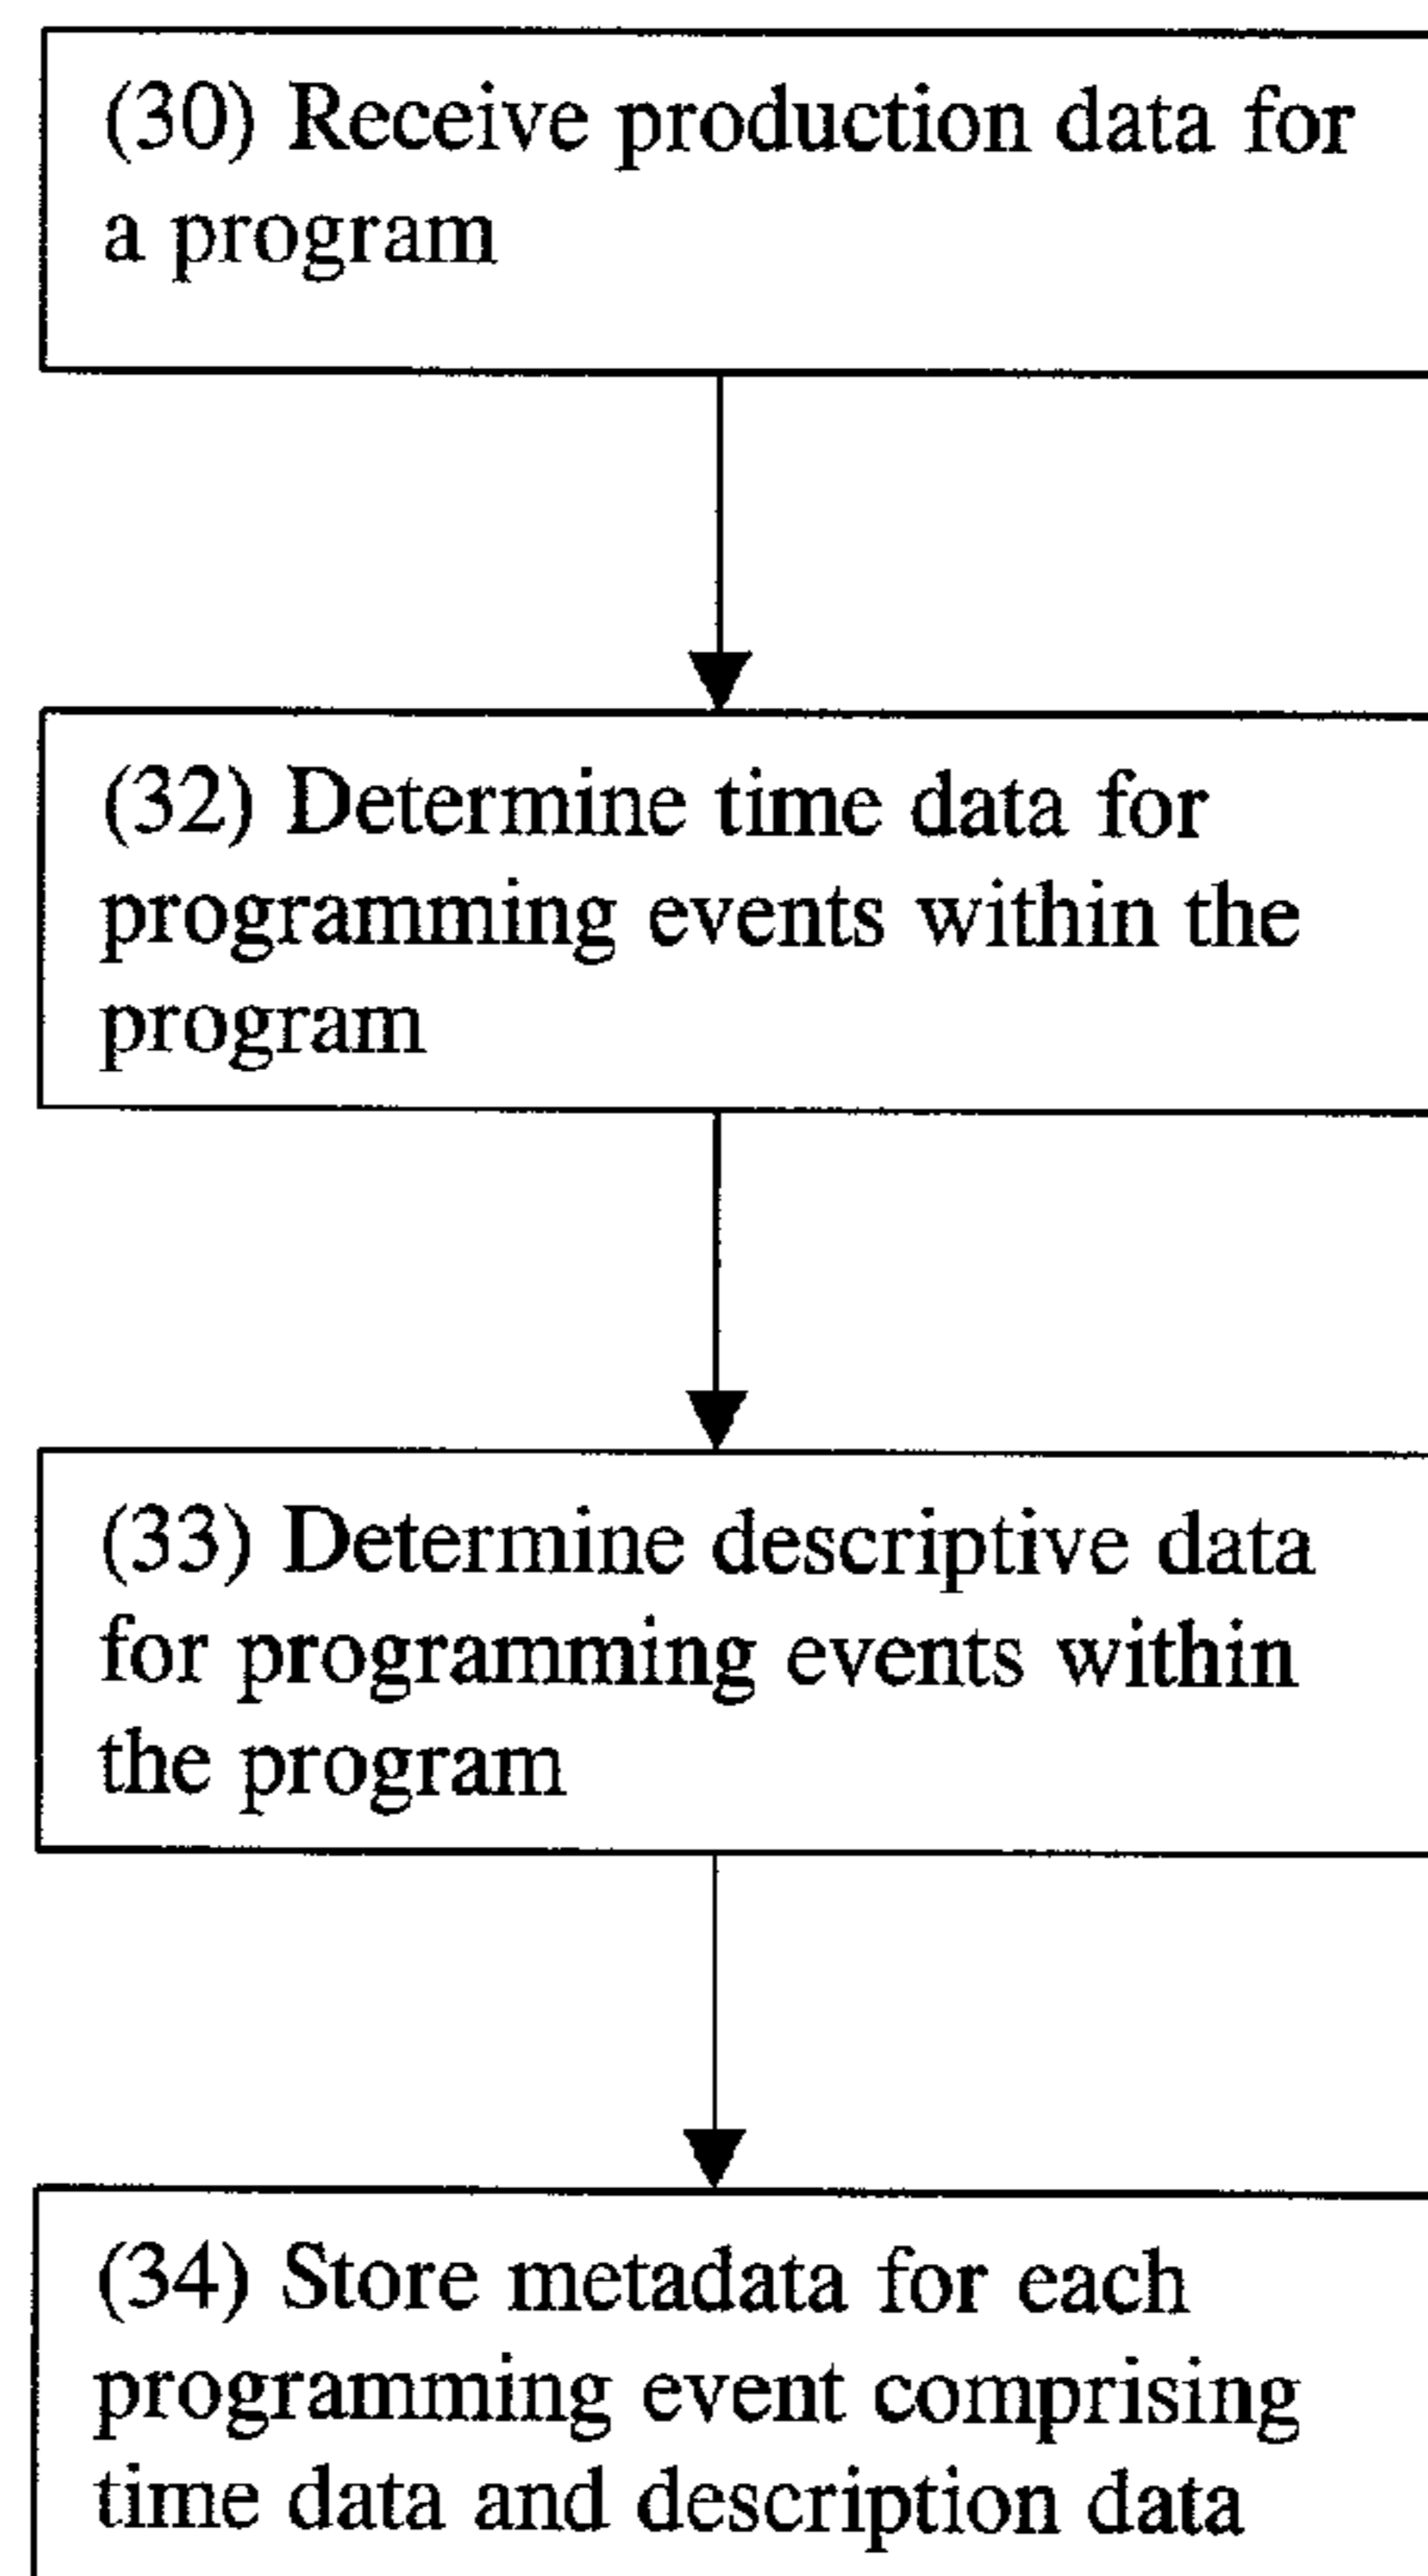 (30) Receive production data for
a program
(32) Determine time data for
programming events within the
program
(33) Determine descriptive data
for programming events within
the program
(34) Store metadata for each
programming event comprising
time data and description data